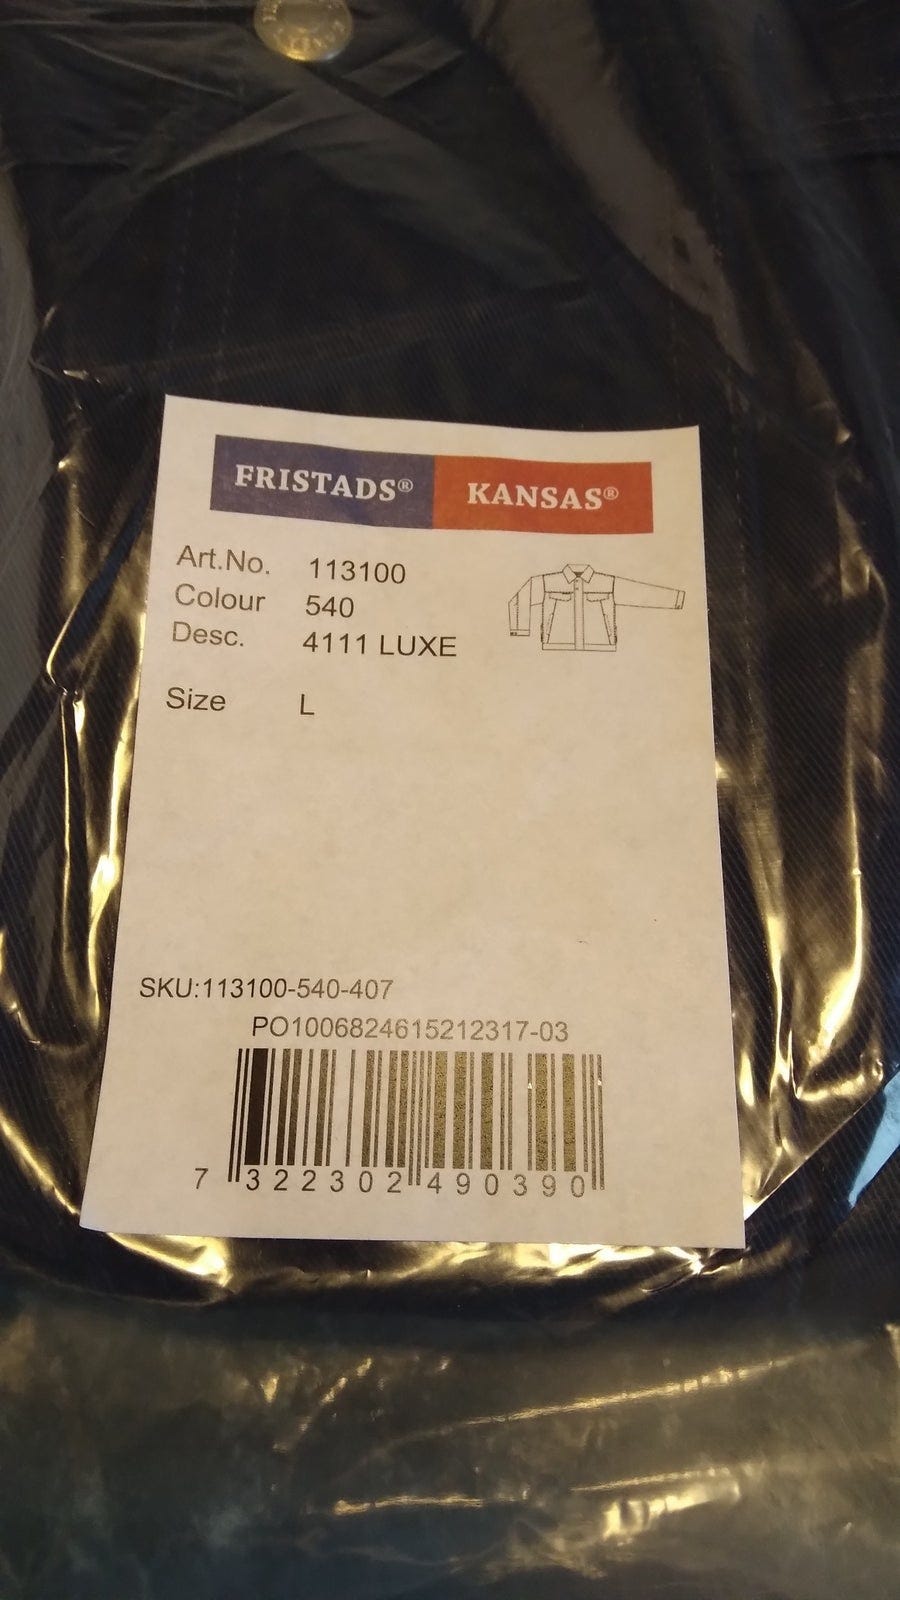 FRISTADS® KANSAS®
Art.No. 113100
Colour 540
Desc. 4111 LUXE
Size L
SKU:113100-540-407
PO1006824615212317-03
7 322302 490390